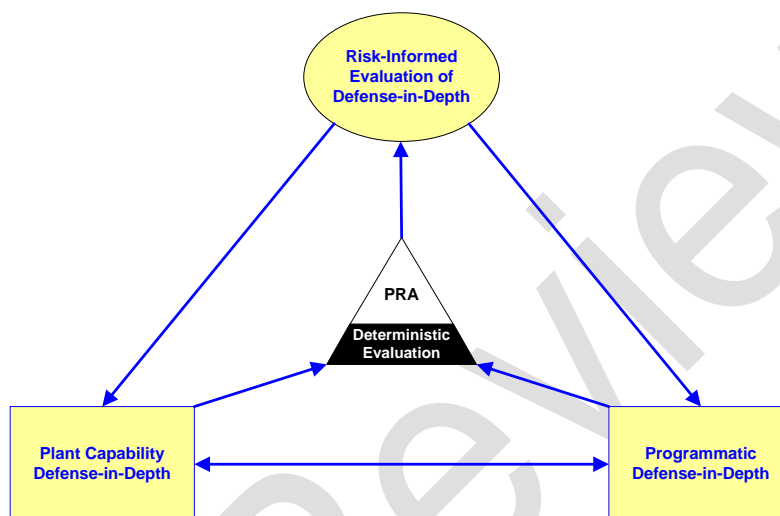 Risk-Informed
Evaluation of
Defense-in-Depth
PRA
Deterministic
Evaluation
Plant Capability
Defense-in-Depth
Programmatic
Defense-in-Depth